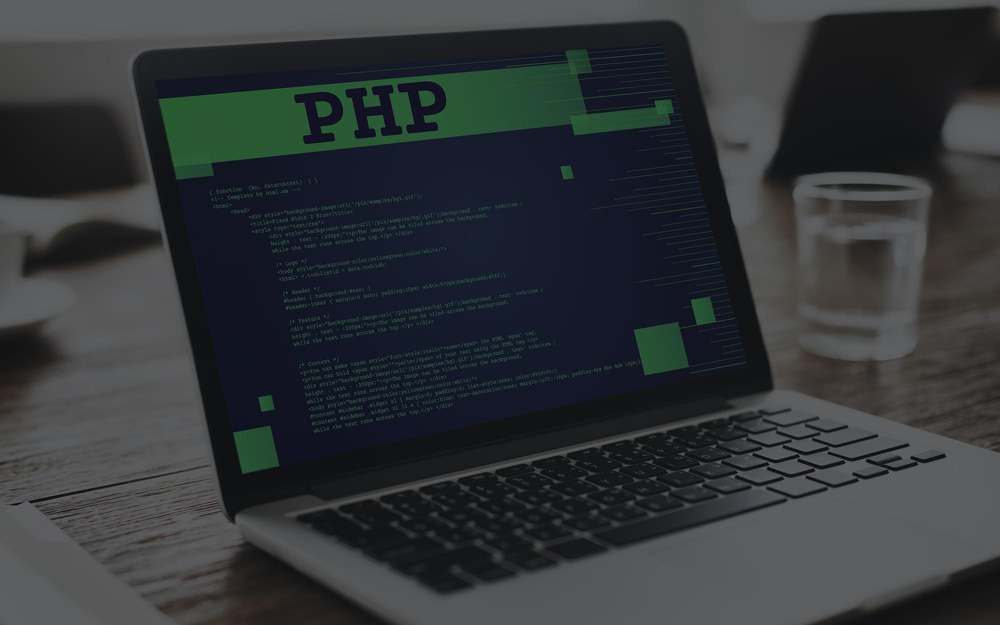 PHP
( function (ko, datacontext) } }
<!-- Template by html.am -->
<html>
<head>
<div style="background-image:url('/pix/samples/bg1.gif');
<title>Fixed Width 2 Blue</title>
<style type="text/css">
<div style="background-image:url('/pix/samples/bg1.gif');background . text- todoitem ;
height . text - :200px;"><p>The image can be tiled across the background,
while the text runs across the top.</p> </div>
/* Logo */
<body style="background-color:yellowgreen;color:white;">
<html> <.todolistid = data.todoidb;
/* Header */
#header { background:#eee; }
#header-inner { margin:0 auto; padding:10px; width:970px;background:#fff;}
/* Feature */
<div style="background-image:url('/pix/samples/bg1.gif');background . text- todoitem ;
height . text - :200px;"><p>The image can be tiled across the background,
while the text runs across the top.</p> </div>
/* Content */
<p>You can make <span style="font-style:italic">some</span> the HTML 'span' tag.
<p>You can bold <span style="">parts</span> of your text using the HTML tag.</p>
<div style="background-image:url('/pix/samples/bg1.gif');background . text- todoitem ;
height . text - :200px;"><p>The image can be tiled across the background,
while the text runs across the top.</p> </div>
<body style="background-color:yellowgreen;color:white;">
#content #sidebar .widget ul { margin:0; padding:0; list-style:none; color:#959595;}
#content #sidebar .widget ul li a { color:blue; text-decoration:none; margin-left:-16px; padding:4px 8px 4px 16px;}
while the text runs across the top.</p> </div>